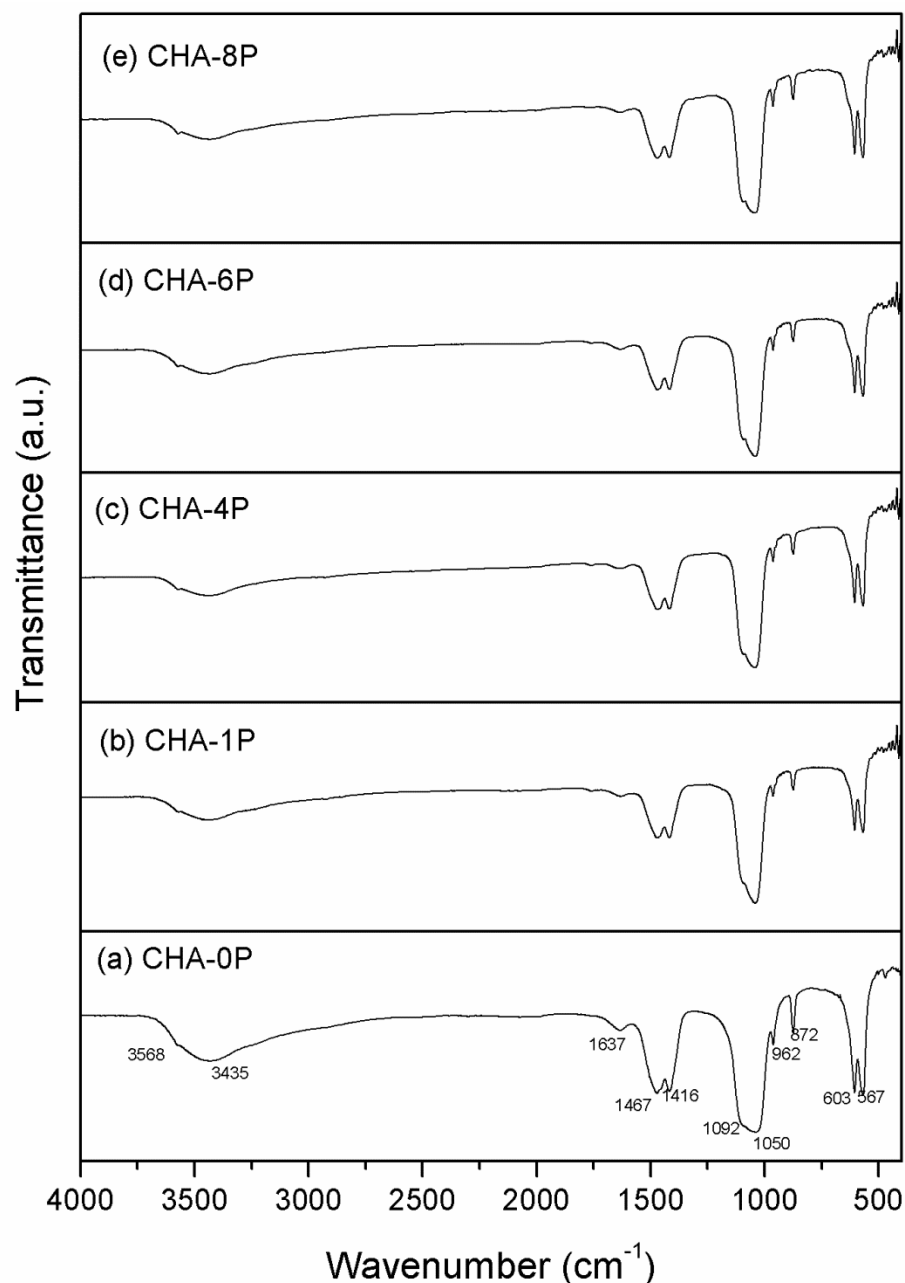 (e) CHA-8P
(d) CHA-6P
(c) CHA-4P
(b) CHA-1P
(a) CHA-0P
3568
3435
1637
1467
1416
1092
1050
962
872
603
567
4000 3500 3000 2500 2000 1500 1000 500
Wavenumber (cm⁻¹)
Transmittance (a.u.)